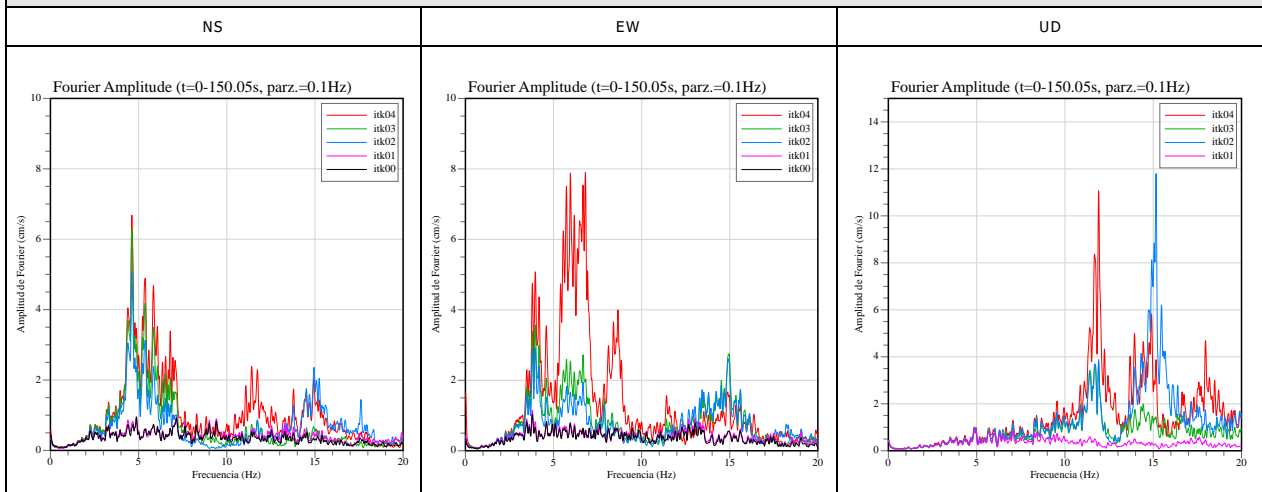 NS
EW
UD
Fourier Amplitude (t=0-150.05s, parz.=0.1Hz)
10
8
6
4
2
0
0
5
10
15
20
Amplitud de Fourier (cm/s)
Frecuencia (Hz)
itk04
itk03
itk02
itk01
itk00
Fourier Amplitude (t=0-150.05s, parz.=0.1Hz)
10
8
6
4
2
0
0
5
10
15
20
Amplitud de Fourier (cm/s)
Frecuencia (Hz)
itk04
itk03
itk02
itk01
itk00
Fourier Amplitude (t=0-150.05s, parz.=0.1Hz)
14
12
10
8
6
4
2
0
0
5
10
15
20
Amplitud de Fourier (cm/s)
Frecuencia (Hz)
itk04
itk03
itk02
itk01